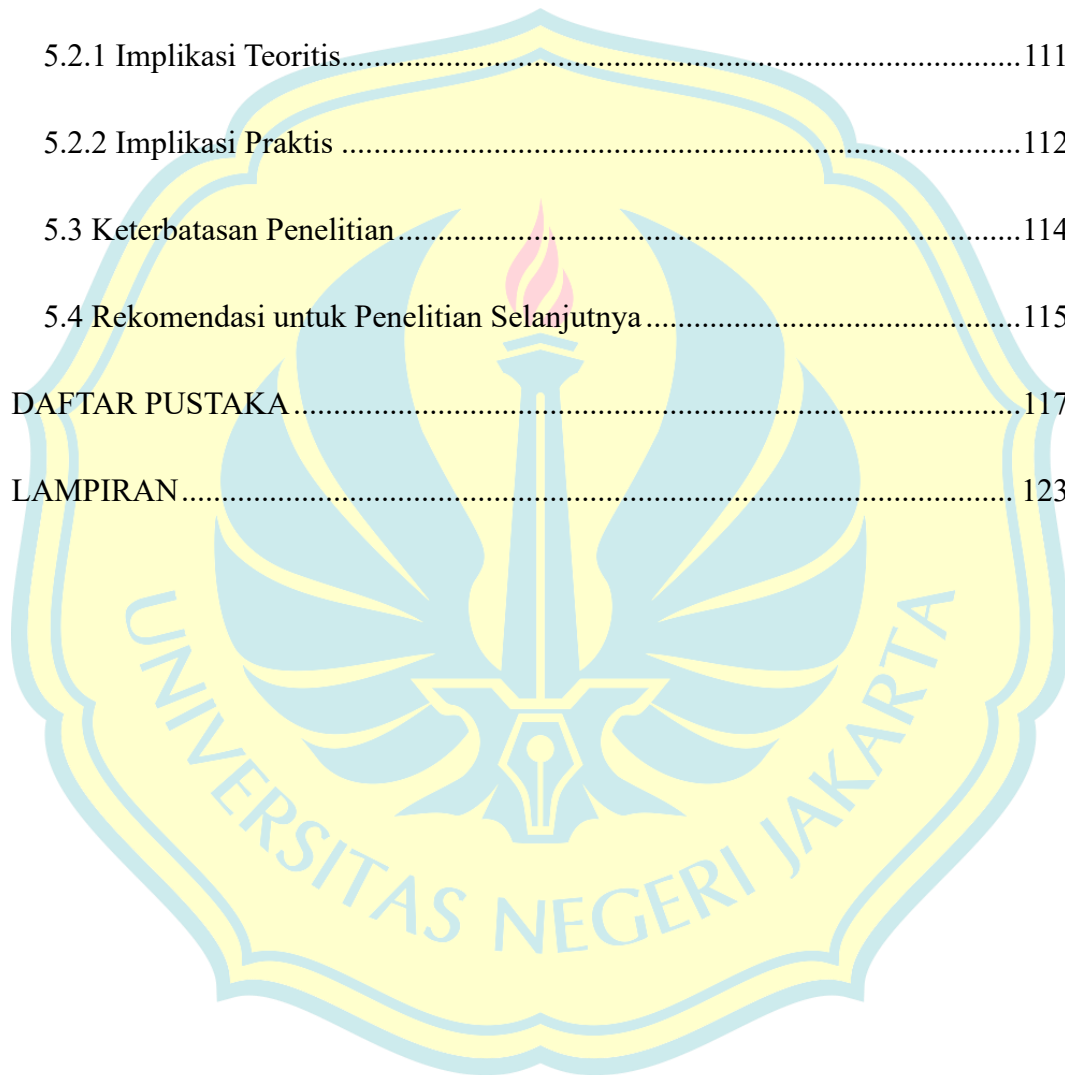 5.2.1 Implikasi Teoritis....................................................................................111
5.2.2 Implikasi Praktis ....................................................................................112
5.3 Keterbatasan Penelitian.............................................................................114
5.4 Rekomendasi untuk Penelitian Selanjutnya..............................................115
DAFTAR PUSTAKA..........................................................................................117
LAMPIRAN....................................................................................................... 123
UNIVERSITAS NEGERI JAKARTA